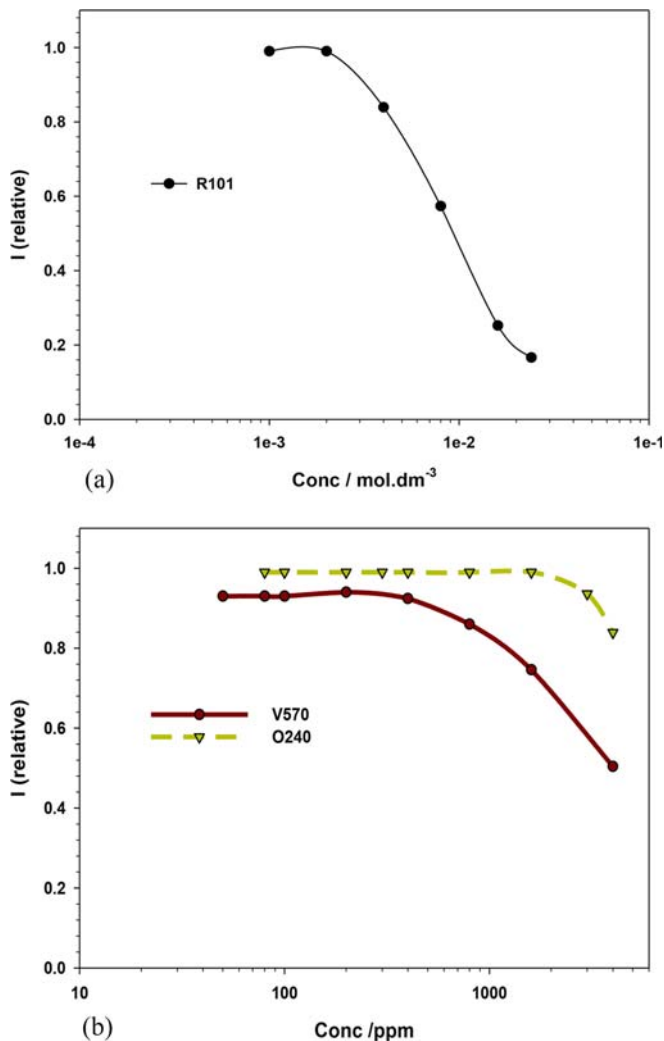 1.0
0.8
0.6
0.4
0.2
0.0
I (relative)
R101
1e-4
1e-3
1e-2
1e-1
(a)
Conc / mol.dm-3
1.0
0.8
0.6
0.4
0.2
0.0
I (relative)
V570
O240
10
100
1000
(b)
Conc /ppm